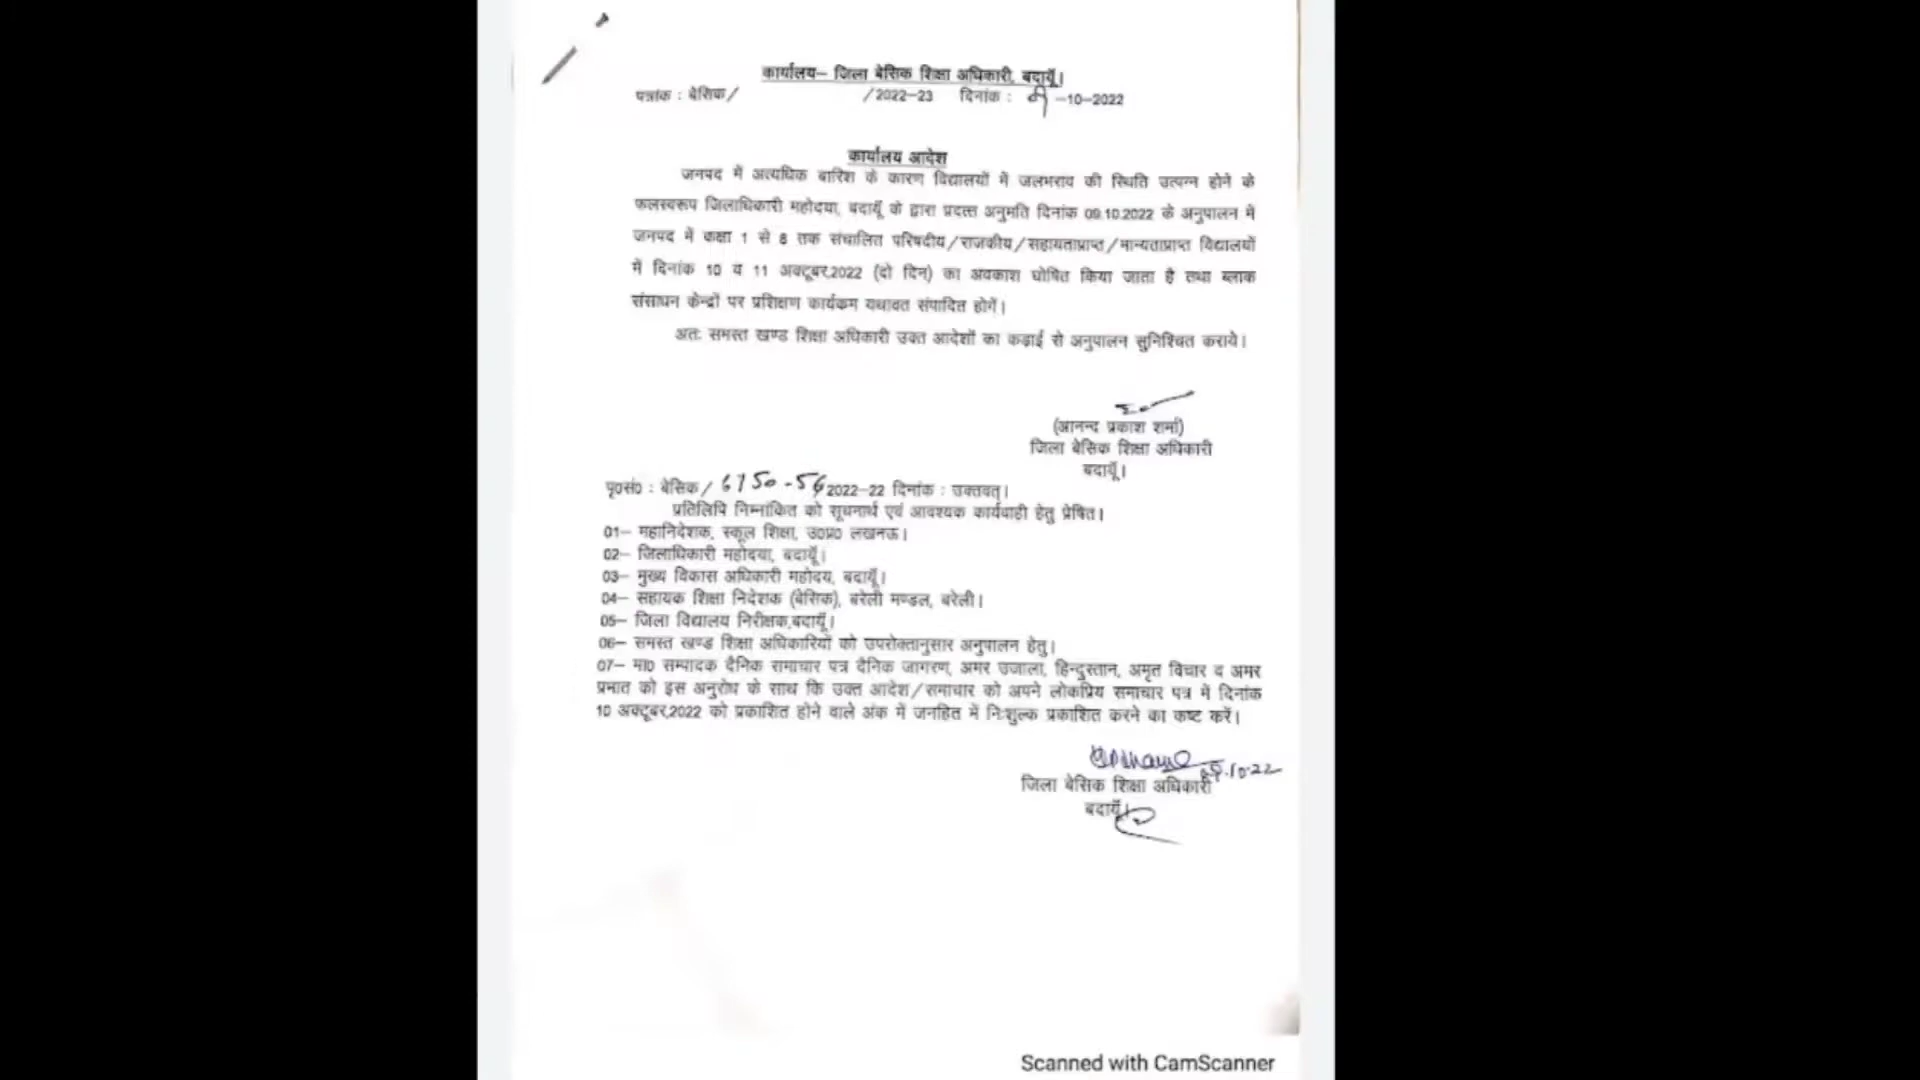 कार्यालय– जिला बेसिक शिक्षा अधिकारी, बदायूँ।
पत्रांक : बेसिक/ /2022–23 दिनांक : –10–2022
कार्यालय आदेश
जनपद में अत्यधिक बारिश के कारण विद्यालयों में जलभराव की स्थिति उत्पन्न होने के
फलस्वरूप जिलाधिकारी महोदया, बदायूँ के द्वारा प्रदत्त अनुमति दिनांक 09.10.2022 के अनुपालन में
जनपद में कक्षा 1 से 8 तक संचालित परिषदीय/राजकीय/सहायताप्राप्त/मान्यताप्राप्त विद्यालयों
में दिनांक 10 व 11 अक्टूबर,2022 (दो दिन) का अवकाश घोषित किया जाता है तथा ब्लाक
संसाधन केन्द्रों पर प्रशिक्षण कार्यकम यथावत संपादित होगें।
अतः समस्त खण्ड शिक्षा अधिकारी उक्त आदेशों का कड़ाई से अनुपालन सुनिश्चित कराये।
(आनन्द प्रकाश शर्मा)
जिला बेसिक शिक्षा अधिकारी
बदायूँ।
पृ0सं0 : बेसिक/ 6750-56 2022–22 दिनांक : उक्तवत्।
प्रतिलिपि निम्नांकित को सूचनार्थ एवं आवश्यक कार्यवाही हेतु प्रेषित।
01– महानिदेशक, स्कूल शिक्षा, उ0प्र0 लखनऊ।
02– जिलाधिकारी महोदया, बदायूँ।
03– मुख्य विकास अधिकारी महोदय, बदायूँ।
04– सहायक शिक्षा निदेशक (बेसिक), बरेली मण्डल, बरेली।
05– जिला विद्यालय निरीक्षक,बदायूँ।
06– समस्त खण्ड शिक्षा अधिकारियों को उपरोक्तानुसार अनुपालन हेतु।
07– मा0 सम्पादक दैनिक समाचार पत्र दैनिक जागरण, अमर उजाला, हिन्दुस्तान, अमृत विचार व अमर
प्रभात को इस अनुरोध के साथ कि उक्त आदेश/समाचार को अपने लोकप्रिय समाचार पत्र में दिनांक
10 अक्टूबर,2022 को प्रकाशित होने वाले अंक में जनहित में निःशुल्क प्रकाशित करने का कष्ट करें।
09.10.22
जिला बेसिक शिक्षा अधिकारी
बदायूँ।
Scanned with CamScanner